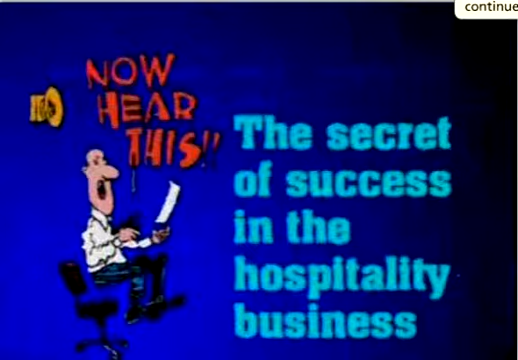 continue
NOW
HEAR
THIS!!
The secret
of success
in the
hospitality
business